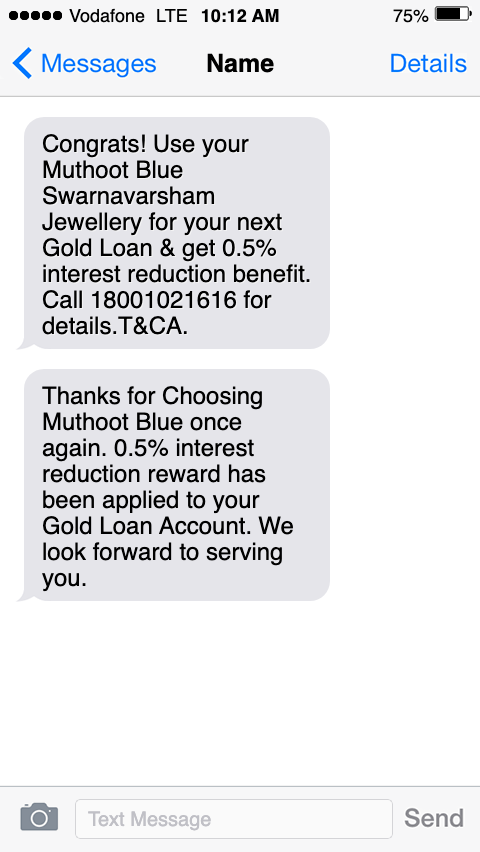 Vodafone LTE 10:12 AM 75%
Messages Name Details
Congrats! Use your
Muthoot Blue
Swarnavarsham
Jewellery for your next
Gold Loan & get 0.5%
interest reduction benefit.
Call 18001021616 for
details.T&CA.
Thanks for Choosing
Muthoot Blue once
again. 0.5% interest
reduction reward has
been applied to your
Gold Loan Account. We
look forward to serving
you.
Text Message Send